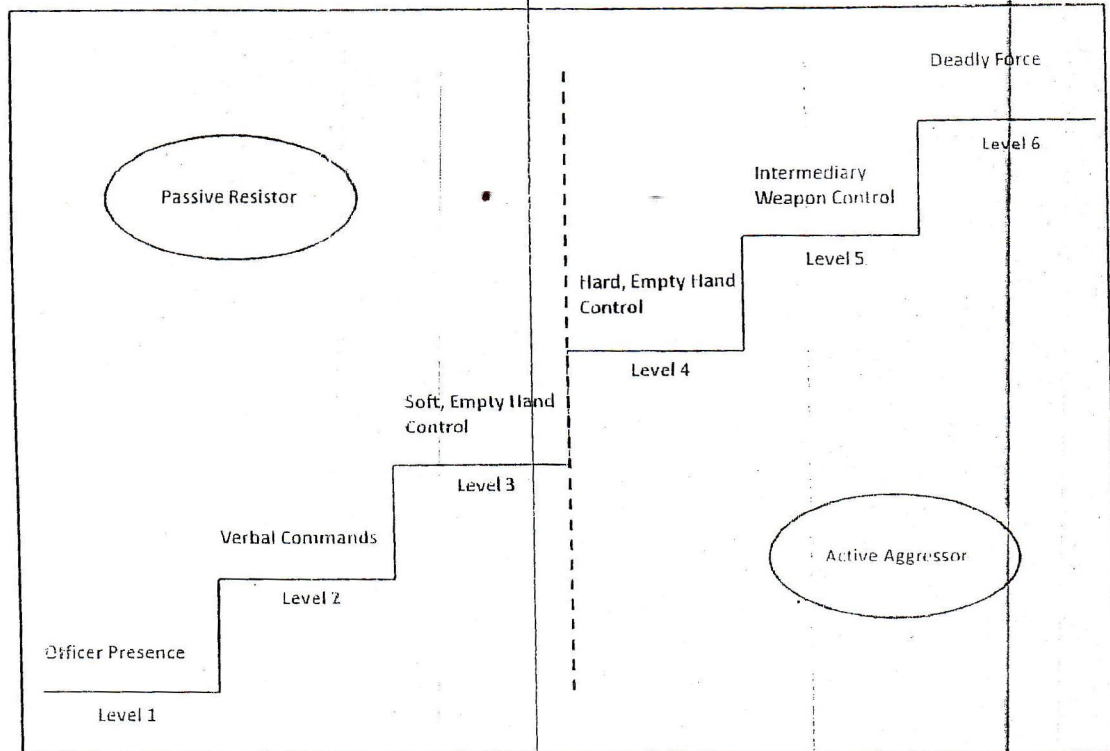 Deadly Force
Level 6
Passive Resistor
Intermediary
Weapon Control
Level 5
Hard, Empty Hand
Control
Level 4
Soft, Empty Hand
Control
Level 3
Active Aggressor
Verbal Commands
Level 2
Officer Presence
Level 1